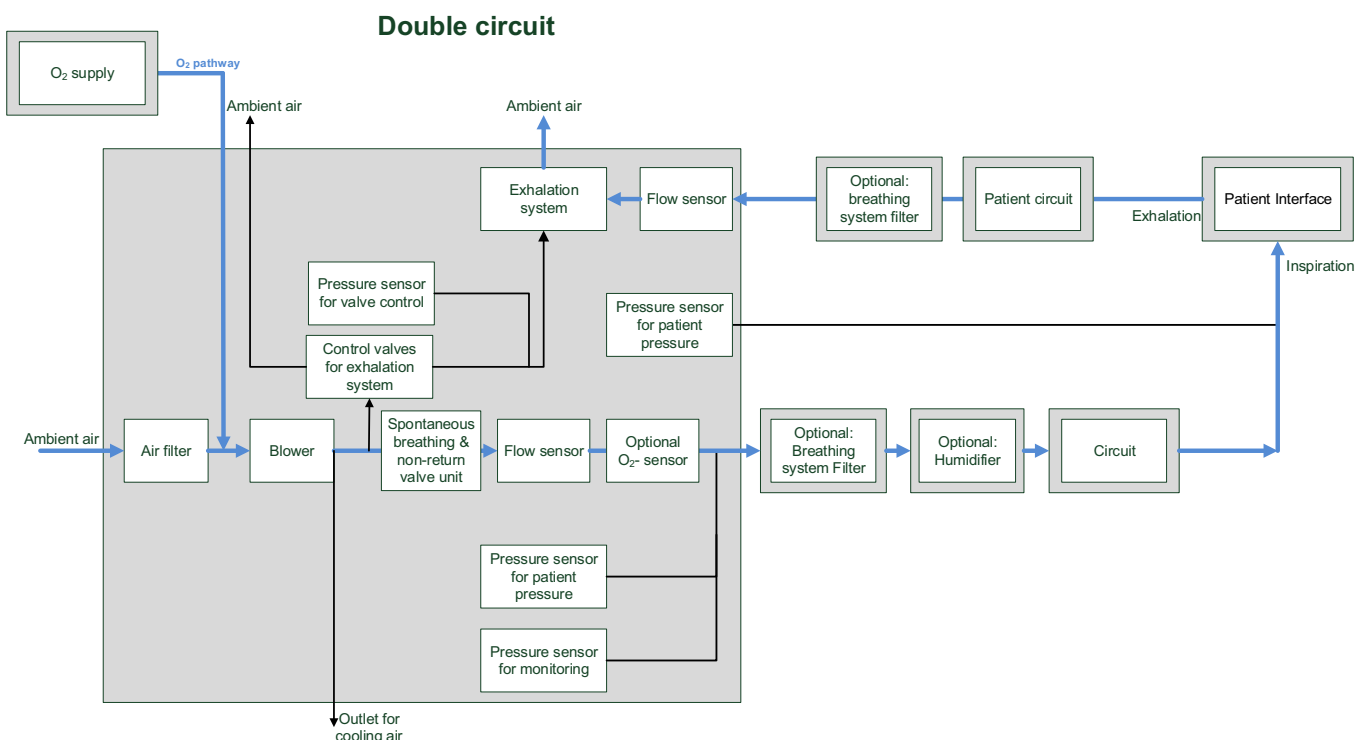 Double circuit
O₂ supply
O₂ pathway
Ambient air
Ambient air
Exhalation
system
Flow sensor
Optional:
breathing
system filter
Patient circuit
Exhalation
Patient Interface
Inspiration
Pressure sensor
for valve control
Pressure sensor
for patient
pressure
Control valves
for exhalation
system
Ambient air
Air filter
Blower
Spontaneous
breathing &
non-return
valve unit
Flow sensor
Optional
O₂- sensor
Optional:
Breathing
system Filter
Optional:
Humidifier
Circuit
Pressure sensor
for patient
pressure
Pressure sensor
for monitoring
Outlet for
cooling air